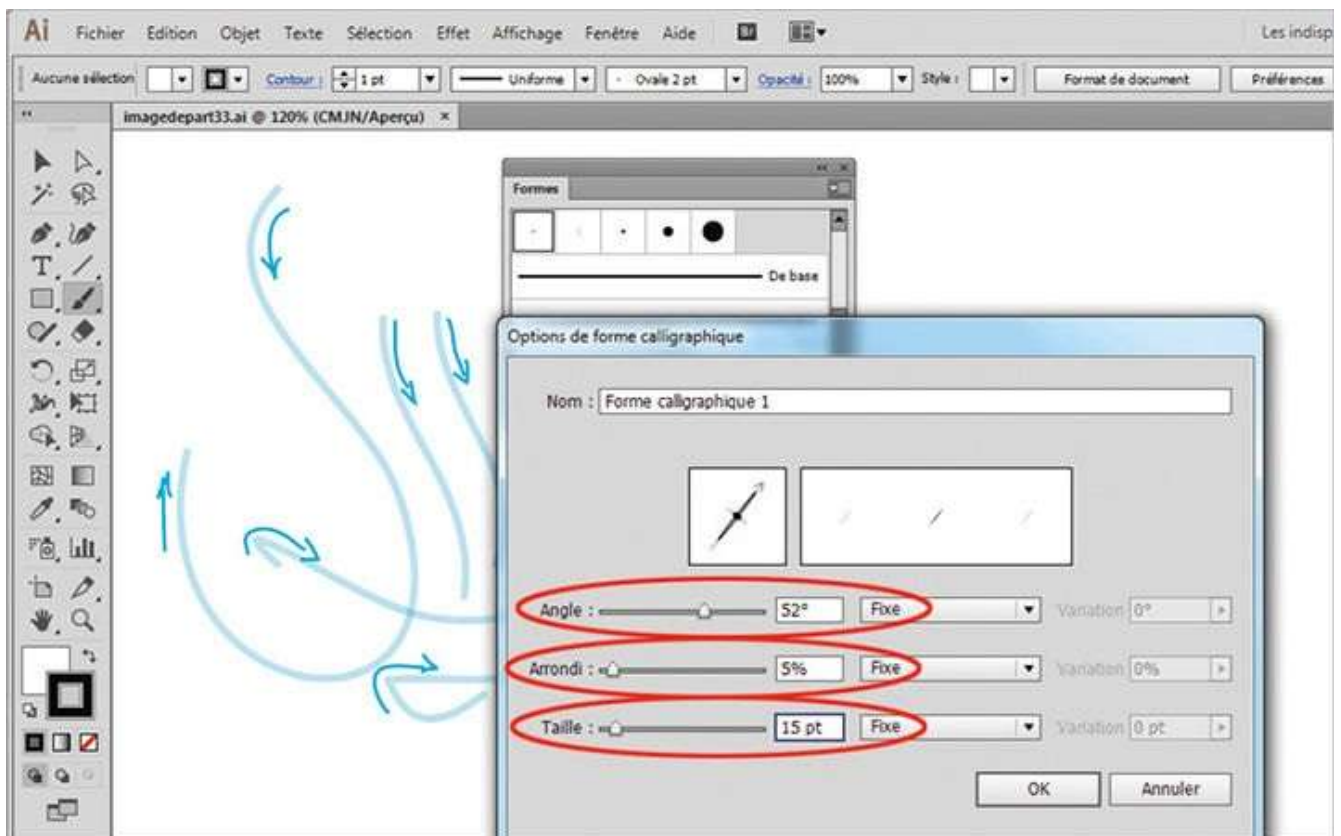 Ai Fichier Edition Objet Texte Sélection Effet Affichage Fenêtre Aide Br Les indisp
Aucune sélection Contour : 1 pt Uniforme Ovale 2 pt Opacité : 100% Style : Format de document Préférences
imagedepart33.ai @ 120% (CMJN/Aperçu) ×
Formes
De base
Options de forme calligraphique
Nom : Forme calligraphique 1
Angle : 52° Fixe Variation 0°
Arrondi : 5% Fixe Variation 0%
Taille : 15 pt Fixe Variation 0 pt
OK Annuler